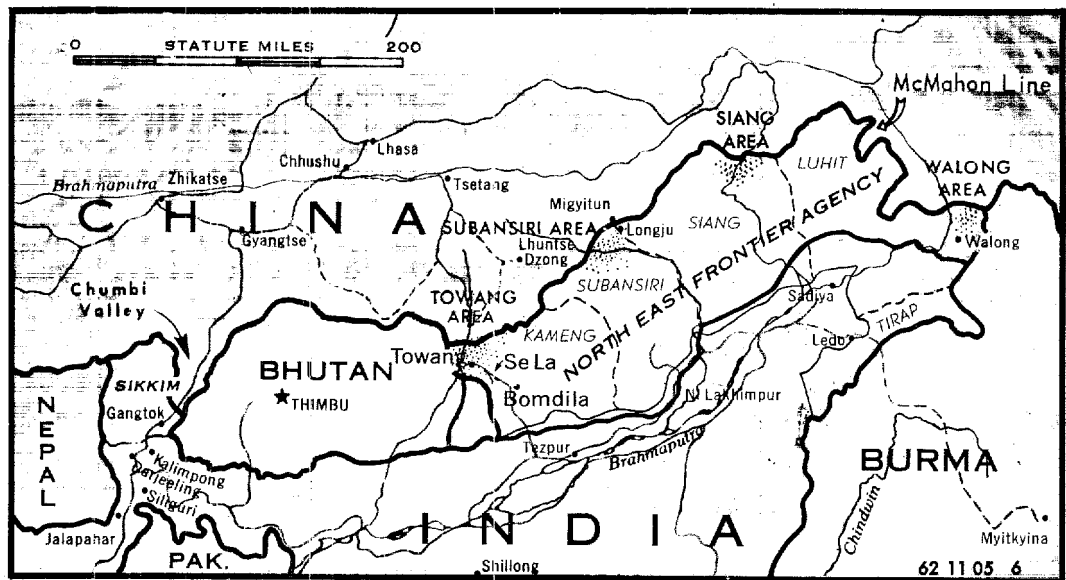 0 STATUTE MILES 200
McMahon Line
SIANG AREA
LUHIT
WALONG AREA
Lhasa
Chhushu
Brahmaputra
Zhikatse
Tsetang
CHINA
Migyitun
SUBANSIRI AREA
Longju
SIANG
Gyangtse
Lhuntse Dzong
Walong
NORTH EAST FRONTIER AGENCY
SUBANSIRI
Sadiya
Chumbi Valley
TOWANG AREA
KAMENG
TIRAP
Ledo
Towang
Se La
BHUTAN
THIMBU
Bomdila
SIKKIM
Gangtok
NEPAL
N. Lakhimpur
Tezpur
Brahmaputra
BURMA
Kalimpong
Darjeeling
Siliguri
Jalapahar
PAK.
INDIA
Shillong
Chindwin
Myitkyina
62 11 05 6